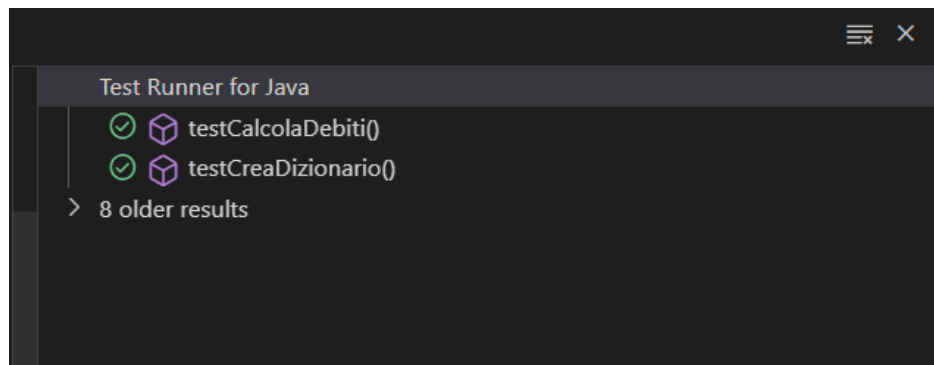 Test Runner for Java
testCalcolaDebiti()
testCreaDizionario()
8 older results